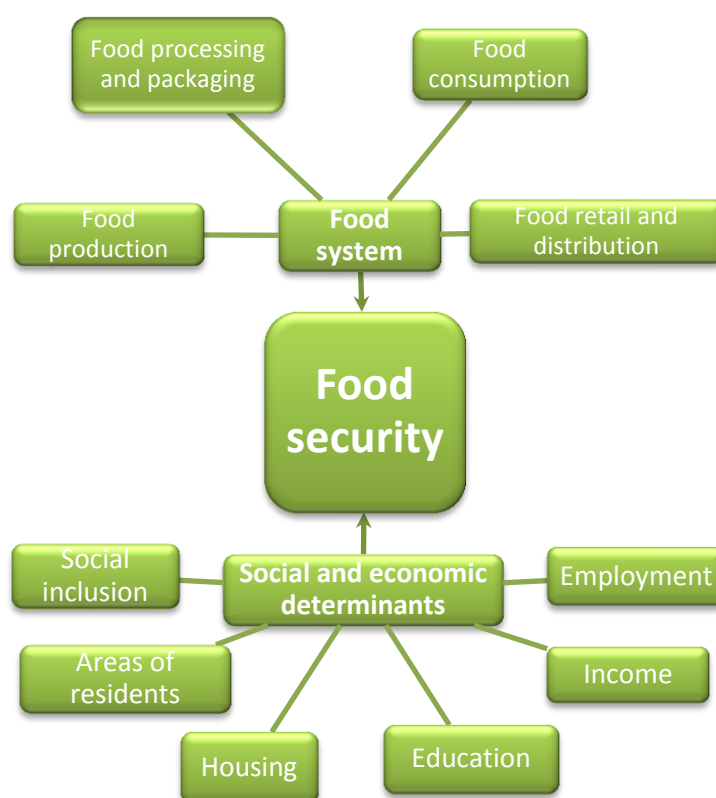 Food processing
and packaging
Food
consumption
Food
production
Food
system
Food retail and
distribution
Food
security
Social
inclusion
Social and economic
determinants
Employment
Areas of
residents
Income
Housing
Education